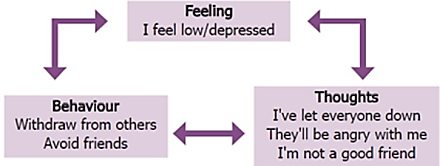 Feeling
I feel low/depressed
Behaviour
Withdraw from others
Avoid friends
Thoughts
I've let everyone down
They'll be angry with me
I'm not a good friend